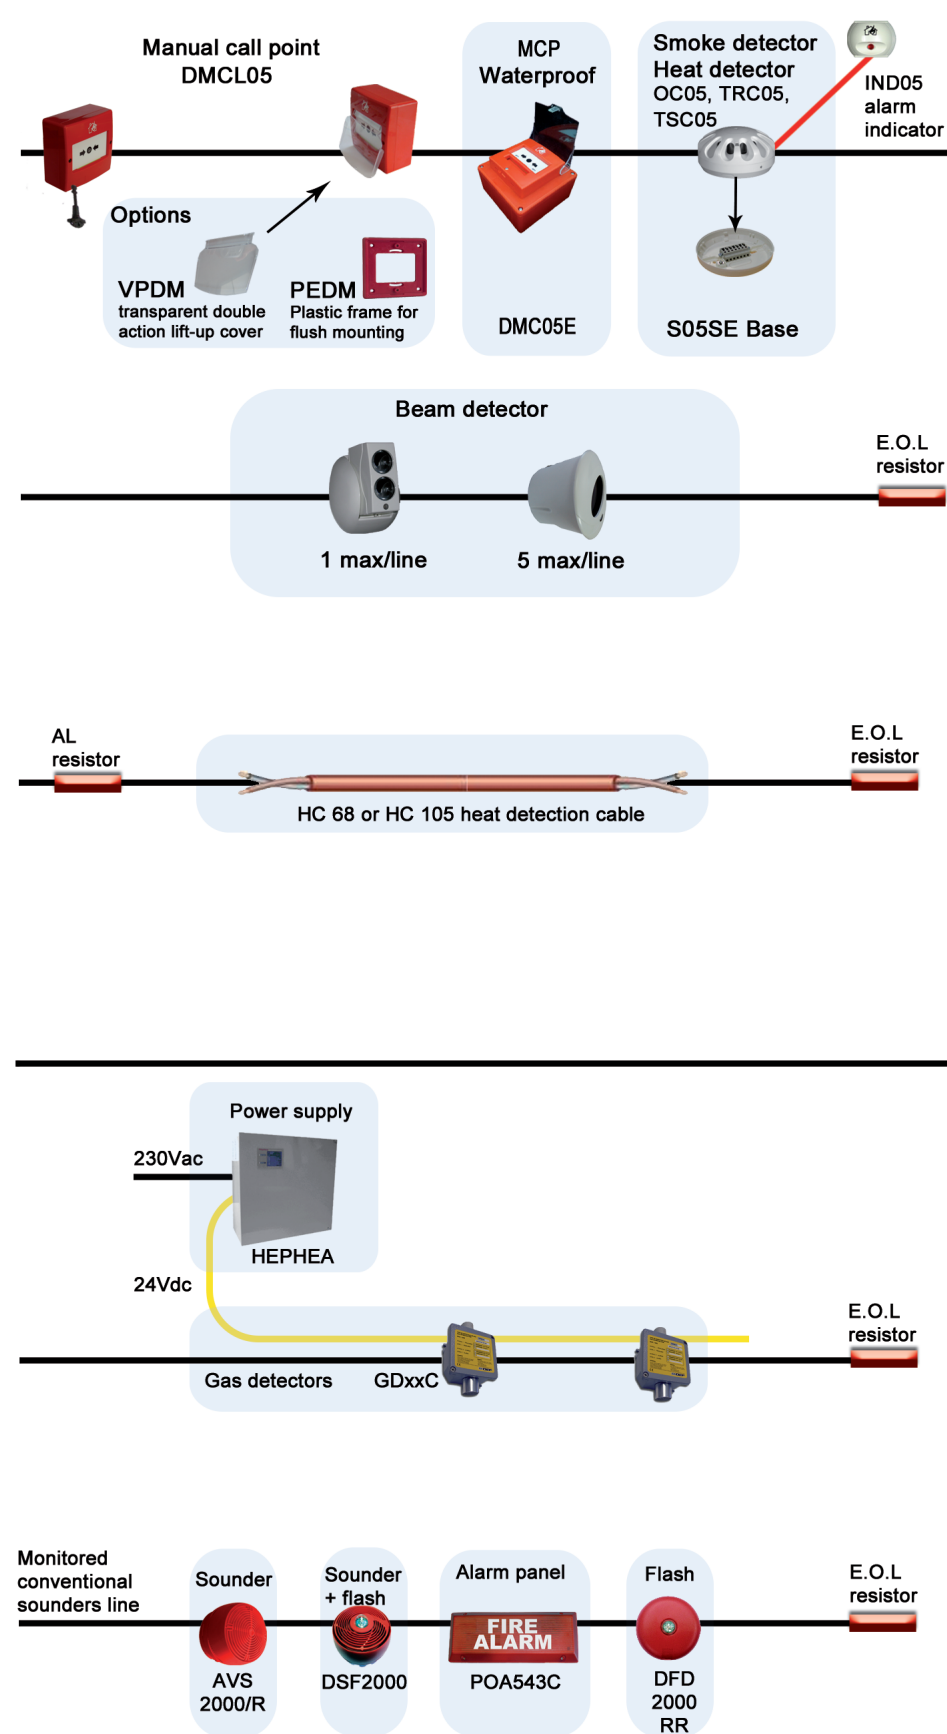 Manual call point
DMCL05
MCP
Waterproof
Smoke detector
Heat detector
OC05, TRC05,
TSC05
IND05
alarm
indicator
Options
VPDM
transparent double
action lift-up cover
PEDM
Plastic frame for
flush mounting
DMC05E
S05SE Base
Beam detector
E.O.L
resistor
1 max/line
5 max/line
AL
resistor
E.O.L
resistor
HC 68 or HC 105 heat detection cable
Power supply
230Vac
HEPHEA
24Vdc
E.O.L
resistor
Gas detectors
GDxxC
Monitored
conventional
sounders line
Sounder
Sounder
+ flash
Alarm panel
Flash
E.O.L
resistor
FIRE
ALARM
AVS
2000/R
DSF2000
POA543C
DFD
2000
RR